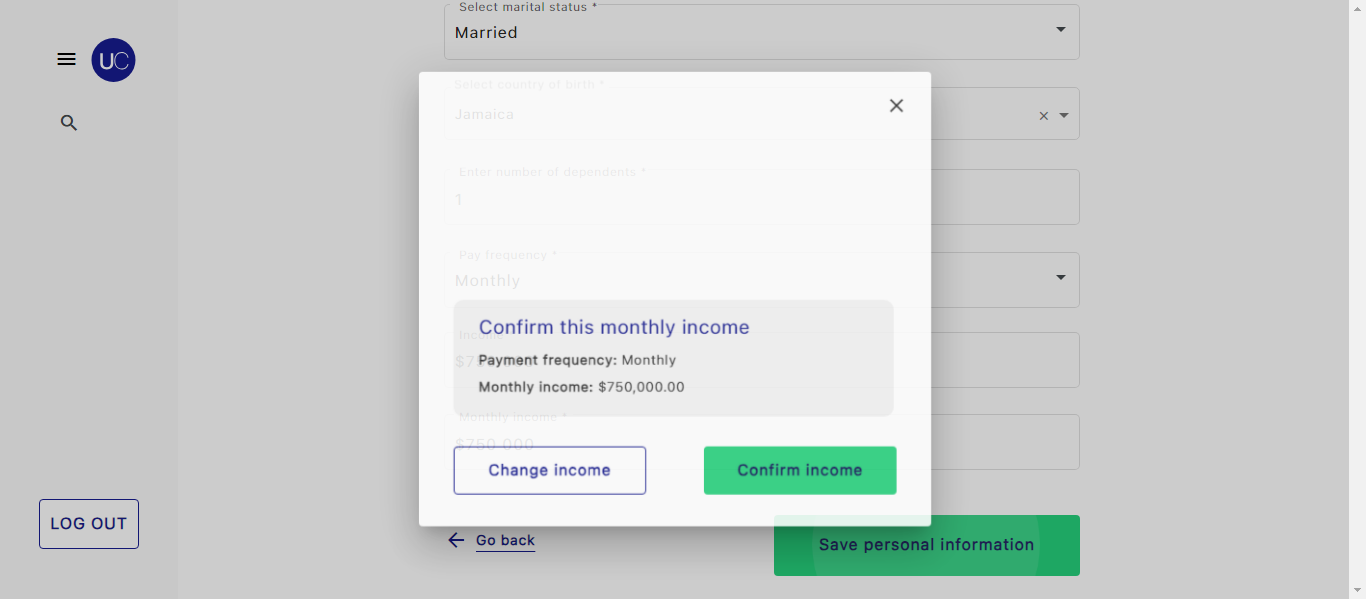 Select marital status *
Married
UC
Select country of birth *
Jamaica
Enter number of dependents *
1
Pay frequency *
Monthly
Confirm this monthly income
Income
Payment frequency: Monthly
Monthly income: $750,000.00
Monthly income *
$750,000
Change income
Confirm income
LOG OUT
Go back
Save personal information